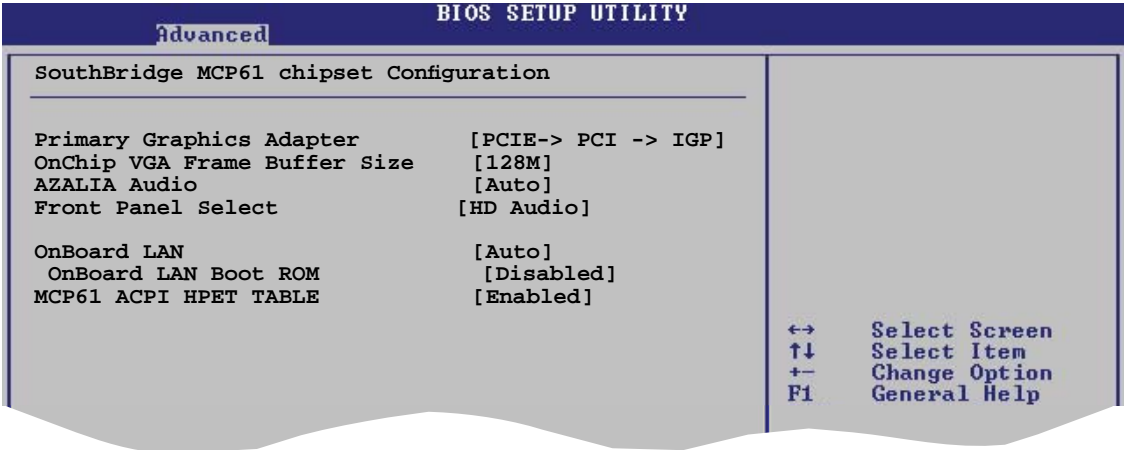 BIOS SETUP UTILITY
Advanced
SouthBridge MCP61 chipset Configuration
Primary Graphics Adapter [PCIE-> PCI -> IGP]
OnChip VGA Frame Buffer Size [128M]
AZALIA Audio [Auto]
Front Panel Select [HD Audio]
OnBoard LAN [Auto]
OnBoard LAN Boot ROM [Disabled]
MCP61 ACPI HPET TABLE [Enabled]
←→ Select Screen
↑↓ Select Item
+- Change Option
F1 General Help